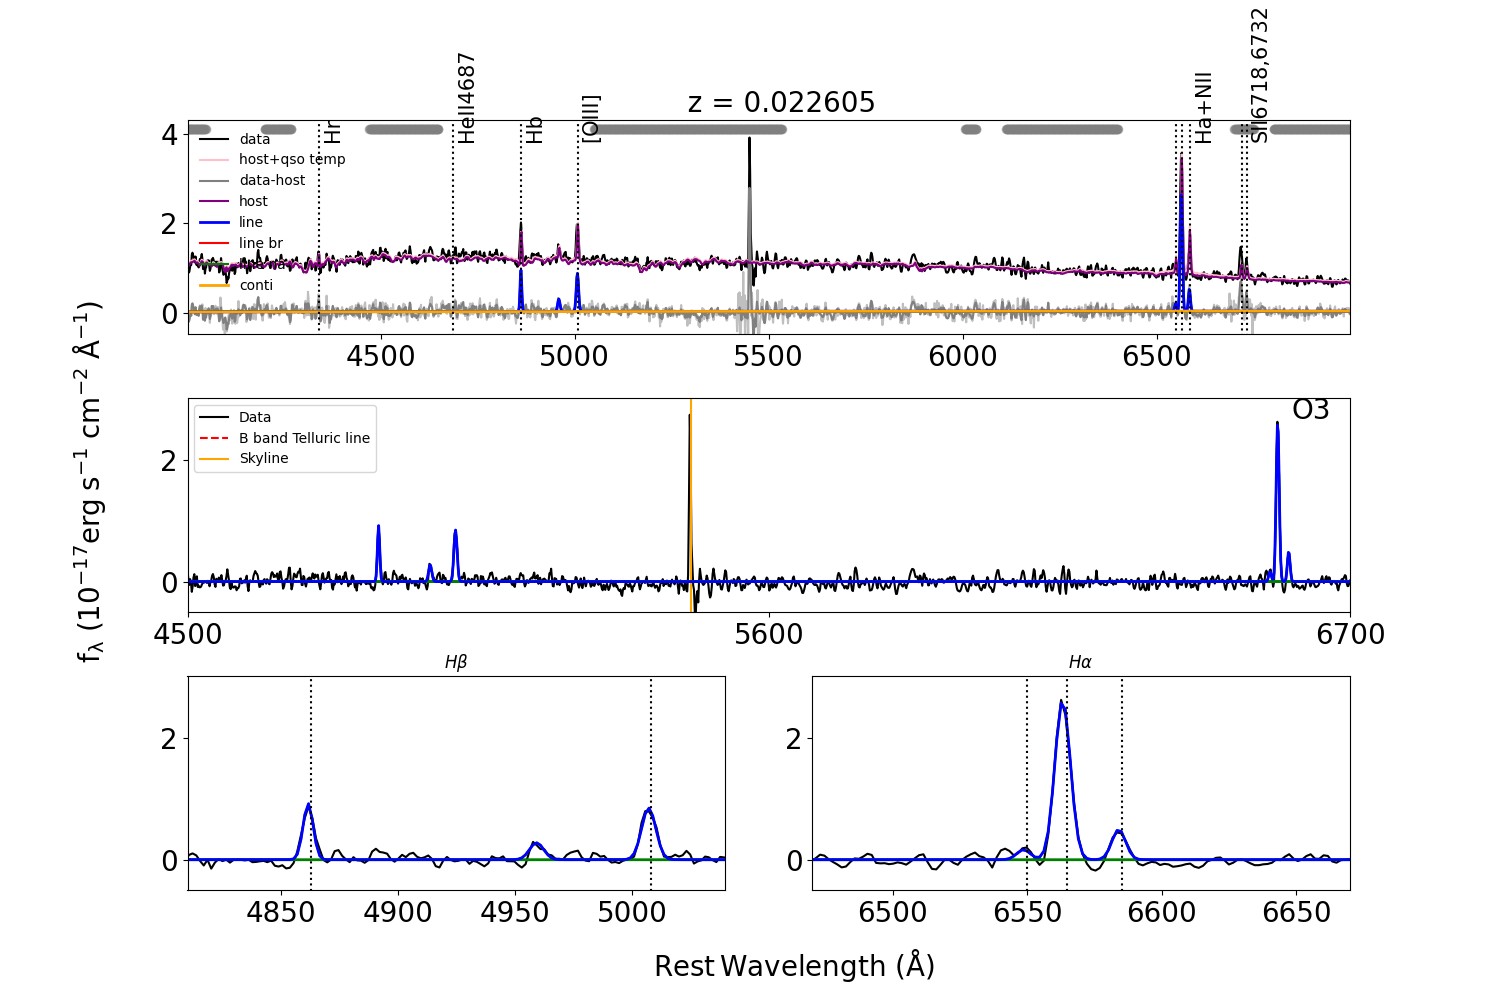 z = 0.022605
Hr
HeII4687
Hb
[OIII]
Ha+NII
SII6718,6732
data
host+qso temp
data-host
host
line
line br
conti
4
2
0
4500
5000
5500
6000
6500
O3
Data
B band Telluric line
Skyline
2
0
4500
5600
6700
fλ (10⁻¹⁷erg s⁻¹ cm⁻² Å⁻¹)
Hβ
2
0
4850
4900
4950
5000
Hα
2
0
6500
6550
6600
6650
Rest Wavelength (Å)